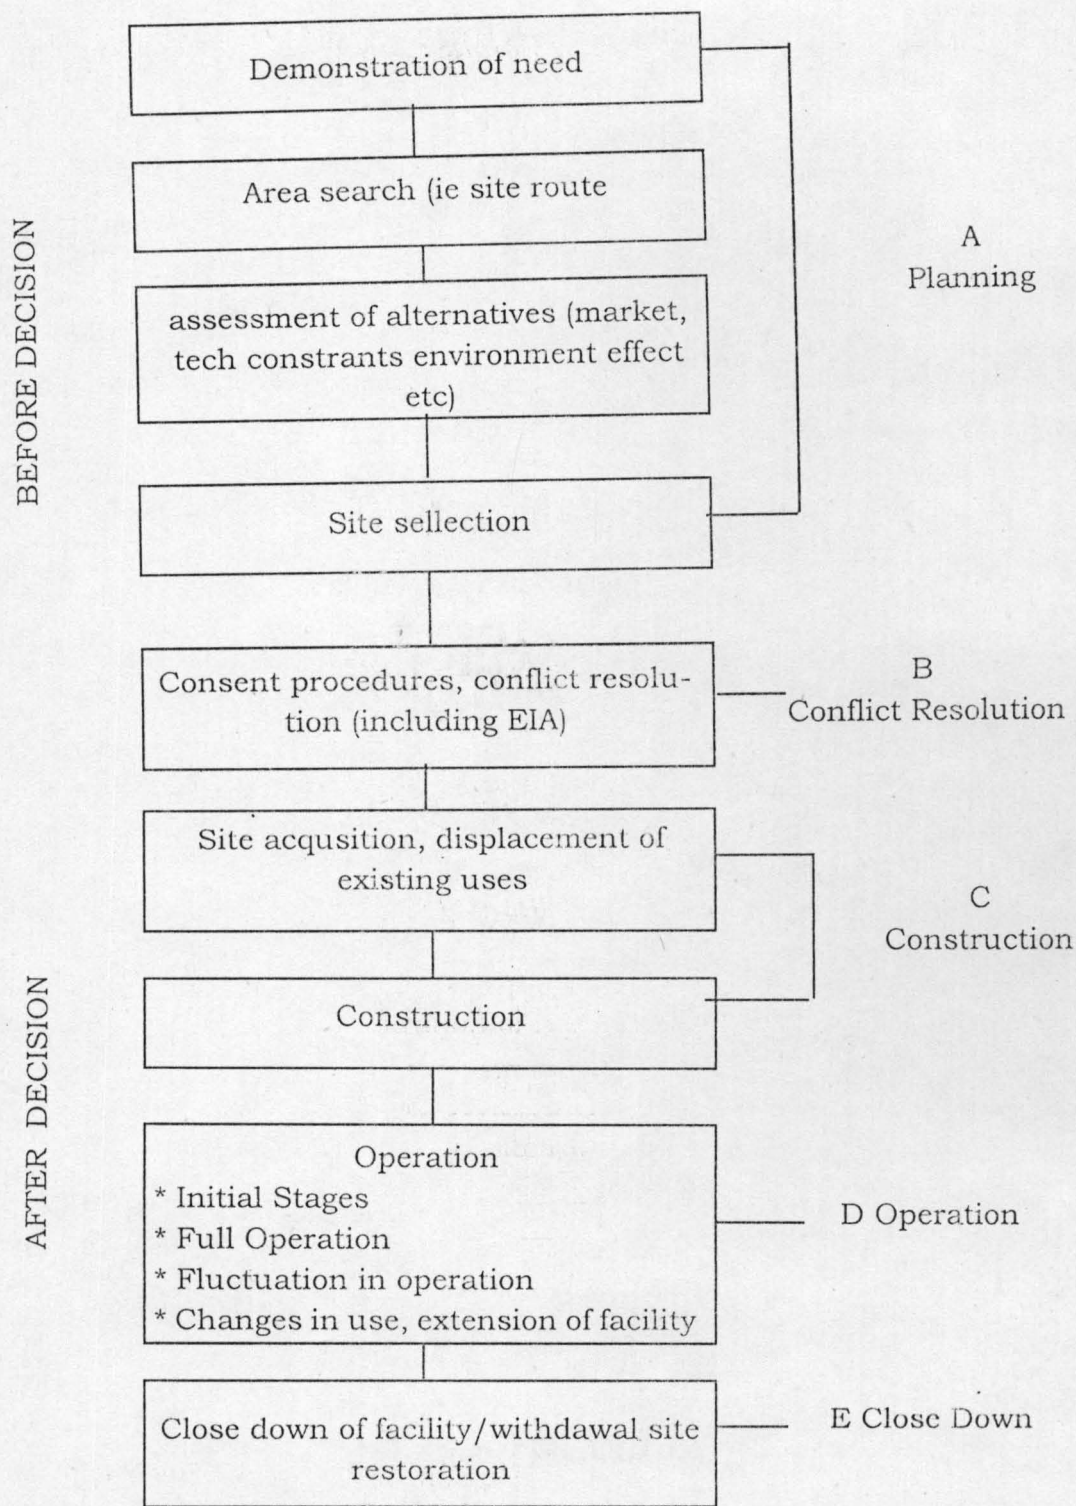 Demonstration of need
Area search (ie site route
assessment of alternatives (market,
tech constrants environment effect
etc)
Site sellection
A
Planning
BEFORE DECISION
Consent procedures, conflict resolu-
tion (including EIA)
B
Conflict Resolution
Site acqusition, displacement of
existing uses
Construction
C
Construction
AFTER DECISION
Operation
* Initial Stages
* Full Operation
* Fluctuation in operation
* Changes in use, extension of facility
D Operation
Close down of facility/withdawal site
restoration
E Close Down